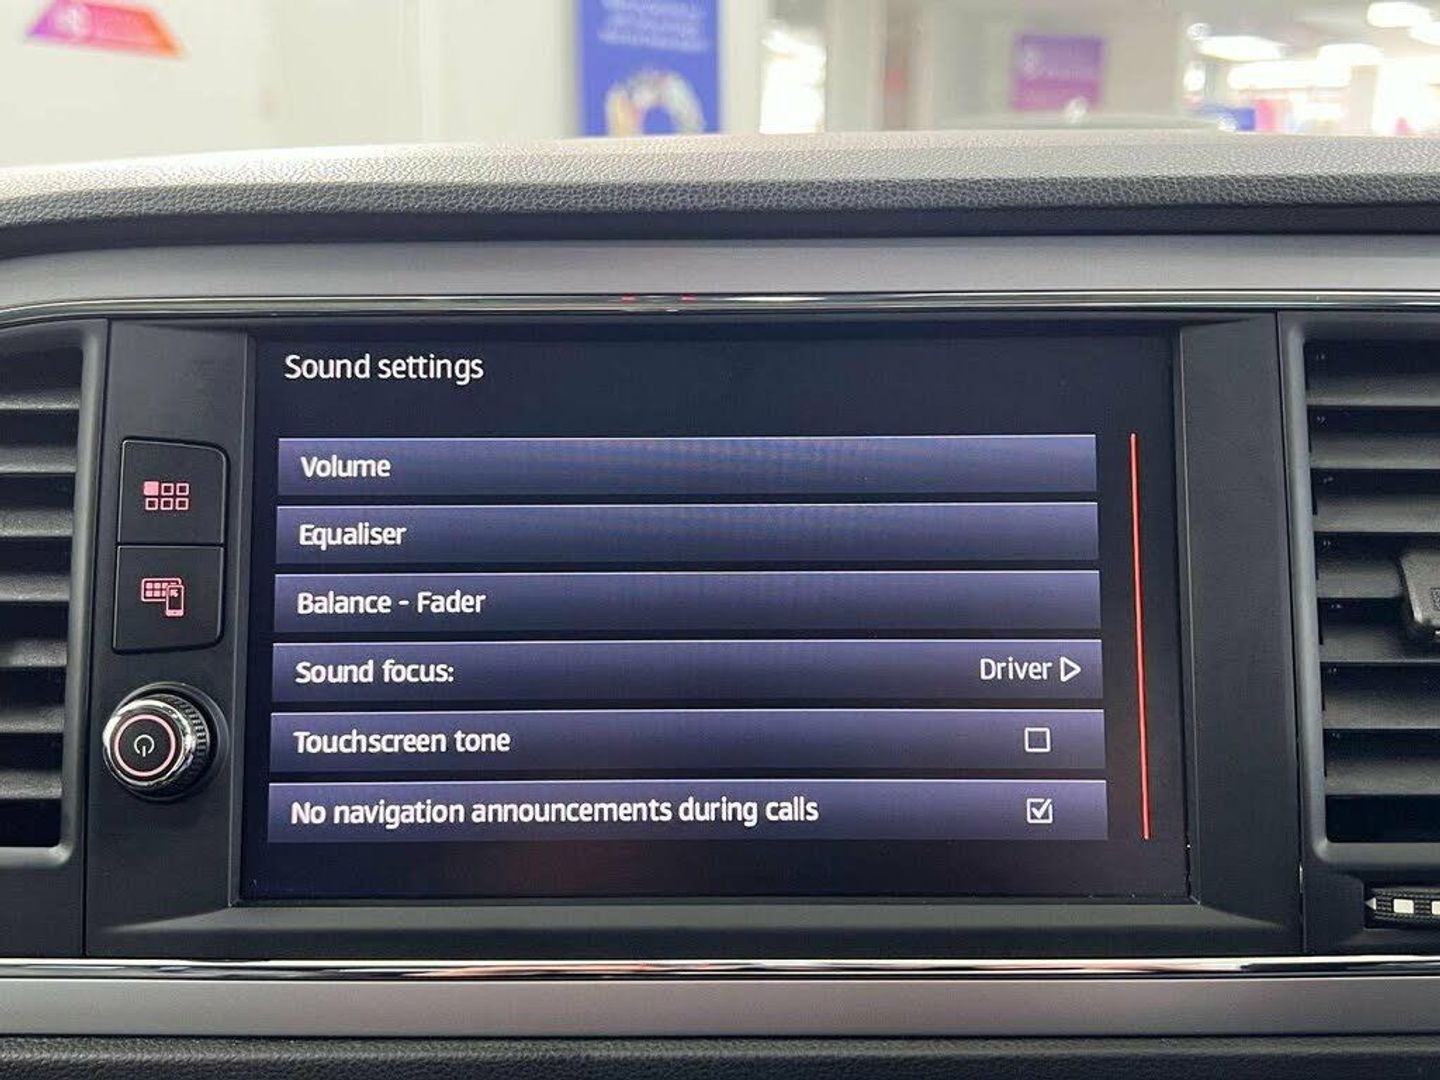 Sound settings
Volume
Equaliser
Balance - Fader
Sound focus: Driver
Touchscreen tone
No navigation announcements during calls